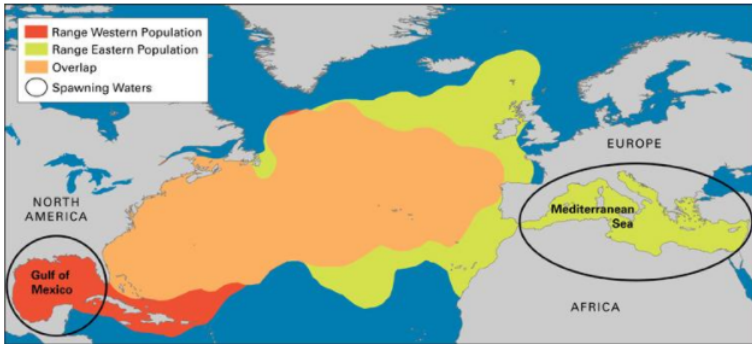 Range Western Population
Range Eastern Population
Overlap
Spawning Waters
EUROPE
NORTH
AMERICA
Mediterranean
Sea
Gulf of
Mexico
AFRICA